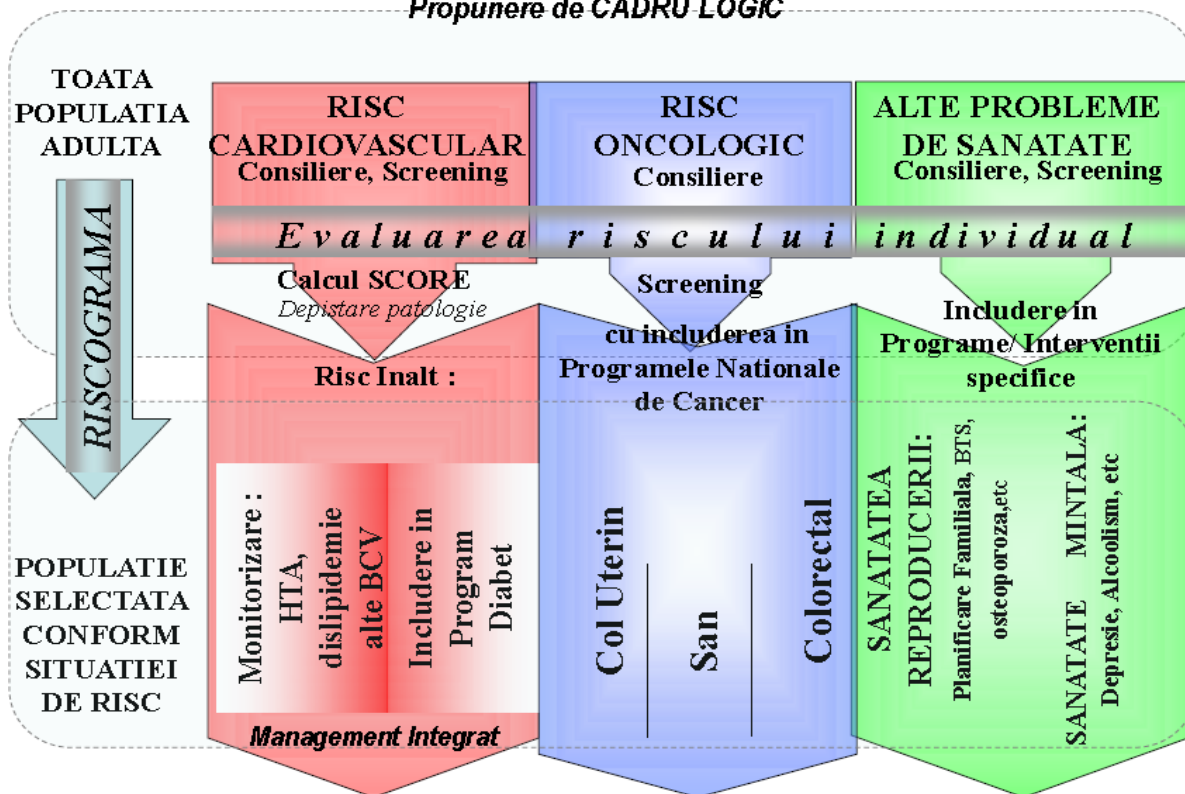 Propunere de CADRU LOGIC
TOATA
POPULATIA
ADULTA
RISCOGRAMA
POPULATIE
SELECTATA
CONFORM
SITUATIEI
DE RISC
RISC
CARDIOVASCULAR
Consiliere, Screening
RISC
ONCOLOGIC
Consiliere
ALTE PROBLEME
DE SANATATE
Consiliere, Screening
Evaluarea riscului individual
Calcul SCORE
Depistare patologie
Risc Inalt :
Monitorizare :
HTA,
dislipidemie
alte BCV
Includere in
Program
Diabet
Management Integrat
Screening
cu includerea in
Programele Nationale
de Cancer
Col Uterin
San
Colorectal
Includere in
Programe/ Interventii
specifice
SANATATEA
REPRODUCERII:
Planificare Familiala, BTS,
osteoporoza,etc
SANATATE MINTALA:
Depresie, Alcoolism, etc